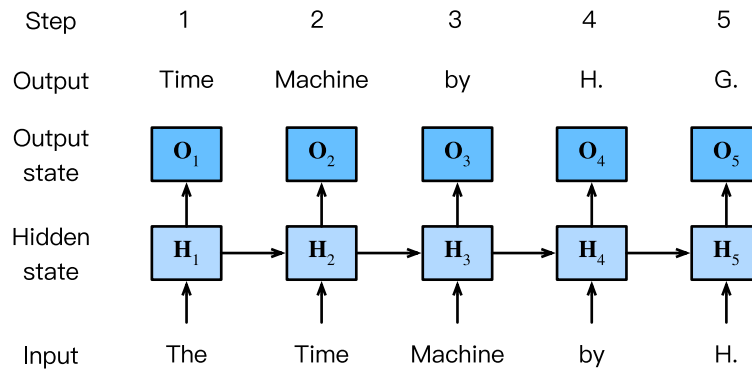 Step 1 2 3 4 5
Output Time Machine by H. G.
Output state O₁ O₂ O₃ O₄ O₅
Hidden state H₁ H₂ H₃ H₄ H₅
Input The Time Machine by H.